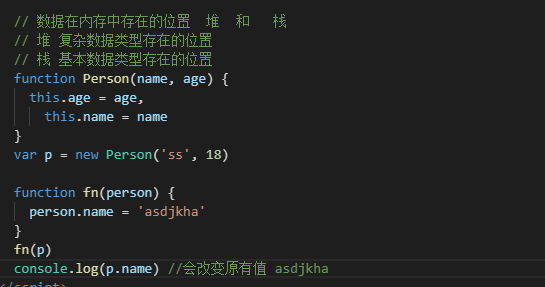 // 数据在内存中存在的位置  堆  和   栈
// 堆 复杂数据类型存在的位置
// 栈 基本数据类型存在的位置
function Person(name, age) {
  this.age = age,
    this.name = name
}
var p = new Person('ss', 18)

function fn(person) {
  person.name = 'asdjkha'
}
fn(p)
console.log(p.name) //会改变原有值 asdjkha
</script>